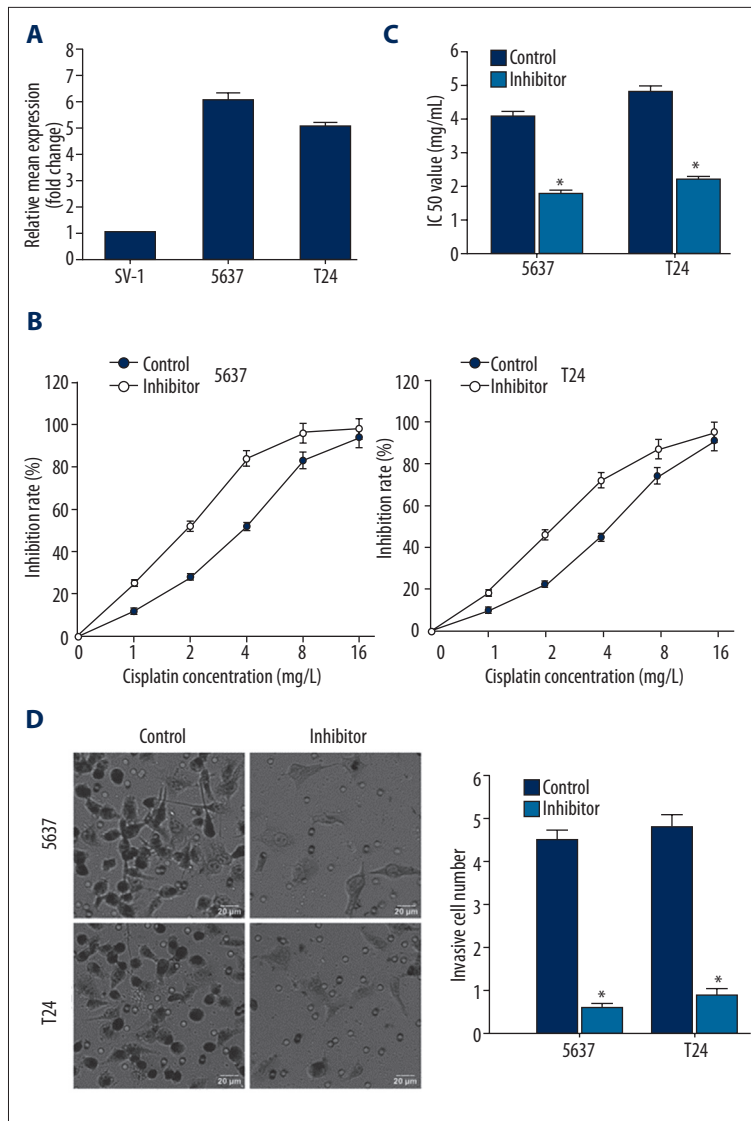 A
8
7
6
5
4
3
2
1
0
Relative mean expression
(fold change)
SV-1 5637 T24
C
Control
Inhibitor
6
5
4
3
2
1
0
IC 50 value (mg/mL)
* *
5637 T24
B
Control
Inhibitor
5637
120
100
80
60
40
20
0
Inhibition rate (%)
0 1 2 4 8 16
Cisplatin concentration (mg/L)
Control
Inhibitor
T24
120
100
80
60
40
20
0
Inhibition rate (%)
0 1 2 4 8 16
Cisplatin concentration (mg/L)
D
Control Inhibitor
5637
20 µm 20 µm
T24
20 µm 20 µm
Control
Inhibitor
6
5
4
3
2
1
0
Invasive cell number
* *
5637 T24